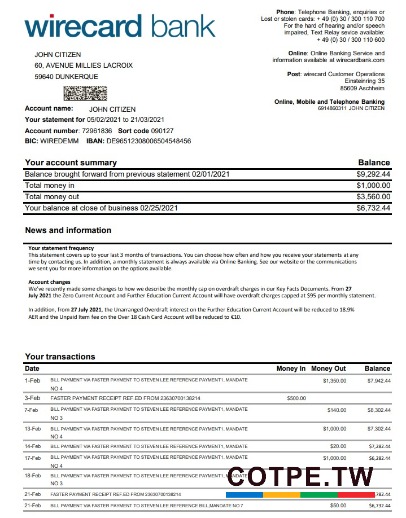 wirecard bank
Phone: Telephone Banking, enquiries or
Lost or stolen cards: + 49 (0) 30 / 300 110 700
For the hard of hearing and/or speech
impaired, Text Relay sevice available:
+ 49 (0) 30 / 300 110 600
Online: Online Banking Service and
information available at wirecardbank.com
Post: wirecard Customer Operations
Einsteinring 35
85609 Aschheim
Online, Mobile and Telephone Banking
6914860311 JOHN CITIZEN
JOHN CITIZEN
60, AVENUE MILLIES LACROIX
59640 DUNKERQUE
Account name: JOHN CITIZEN
Your statement for 05/02/2021 to 21/03/2021
Account number: 72961836 Sort code 090127
BIC: WIREDEMM IBAN: DE96512308006504548456
Your account summary Balance
Balance brought forward from previous statement 02/01/2021 $9,292.44
Total money in $1,000.00
Total money out $3,560.00
Your balance at close of business 02/25/2021 $6,732.44
News and information
Your statement frequency
This statement covers up to your last 3 months of transactions. You can choose how often and how you receive your statements at any
time by contacting us. In addition, a monthly statement is always available via Online Banking. See our website or the communications
we sent you for more information on the options available.
Account changes
We've recently made some changes to how we describe the monthly cap on overdraft charges in our Key Facts Documents. From 27
July 2021 the Zero Current Account and Further Education Current Account will have overdraft charges capped at $95 per monthly statement.
In addition, from 27 July 2021, the Unarranged Overdraft interest on the Further Education Current Account will be reduced to 18.9%
AER and the Unpaid Item fee on the Over 18 Cash Card Account will be reduced to €10.
Your transactions
Date Money In Money Out Balance
1-Feb BILL PAYMENT VIA FASTER PAYMENT TO STEVEN LEE REFERENCE PAYMENT1, MANDATE $1,350.00 $7,942.44
NO 4
3-Feb FASTER PAYMENT RECEIPT REF.ED FROM 23630700138214 $500.00
7-Feb BILL PAYMENT VIA FASTER PAYMENT TO STEVEN LEE REFERENCE PAYMENT1, MANDATE $140.00 $8,302.44
NO 3
13-Feb BILL PAYMENT VIA FASTER PAYMENT TO STEVEN LEE REFERENCE PAYMENT1, MANDATE $1,000.00 $7,302.44
NO 4
14-Feb BILL PAYMENT VIA FASTER PAYMENT TO STEVEN LEE REFERENCE PAYMENT1, MANDATE $20.00 $7,282.44
17-Feb BILL PAYMENT VIA FASTER PAYMENT TO STEVEN LEE REFERENCE PAYMENT1, MANDATE $1,000.00 $6,282.44
NO 4
18-Feb BILL PAYMENT VIA FASTER PAYMENT TO STEVEN LEE REFERENCE PAYMENT1, MANDATE
NO 3
COTPE.TW
21-Feb FASTER PAYMENT RECEIPT REF.ED FROM 23630700138214
21-Feb BILL PAYMENT VIA FASTER PAYMENT TO STEVEN LEE REFERENCE BILL,MANDATE NO 7 $50.00 $6,732.44